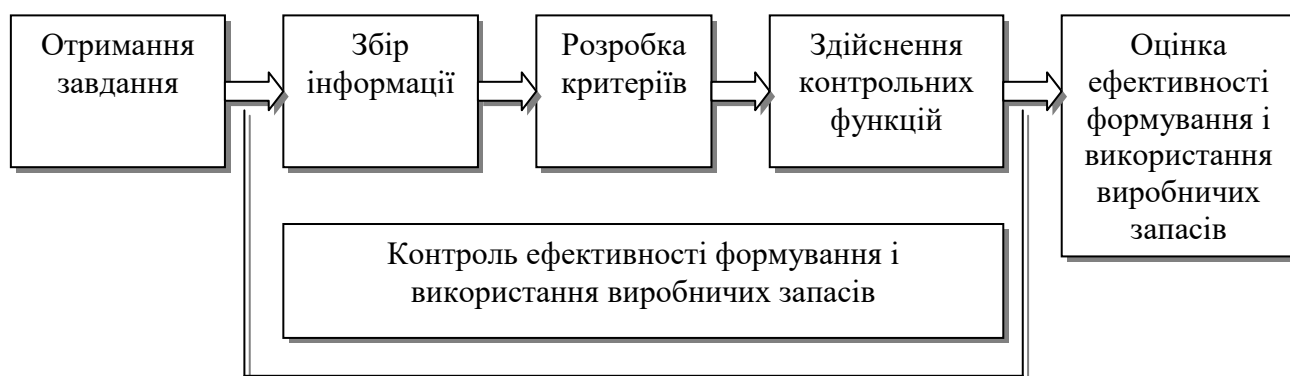 Отримання
завдання
Збір
інформації
Розробка
критеріїв
Здійснення
контрольних
функцій
Оцінка
ефективності
формування і
використання
виробничих
запасів
Контроль ефективності формування і
використання виробничих запасів